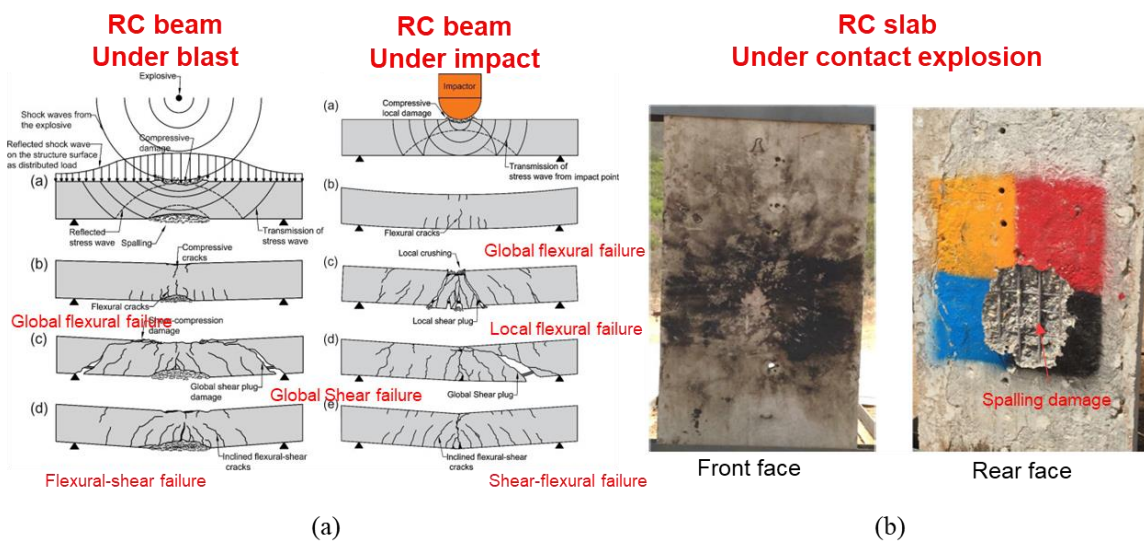 RC beam
Under blast
Explosive
Shock waves from
the explosive
Reflected shock wave
on the structure surface
as distributed load
Compressive
damage
(a)
Reflected
stress wave
Spalling
Transmission of
stress wave
Compressive
cracks
(b)
Flexural cracks
Global flexural failure
Shear-compression
damage
(c)
Global shear plug
damage
Global Shear failure
(d)
Inclined flexural-shear
cracks
Flexural-shear failure
RC beam
Under impact
Impactor
Compressive
local damage
(a)
Transmission of
stress wave from impact point
(b)
Flexural cracks
Global flexural failure
Local crushing
(c)
Local shear plug
Local flexural failure
(d)
Global Shear plug
(e)
Inclined flexural-shear
cracks
Shear-flexural failure
(a)
RC slab
Under contact explosion
Spalling damage
Front face
Rear face
(b)